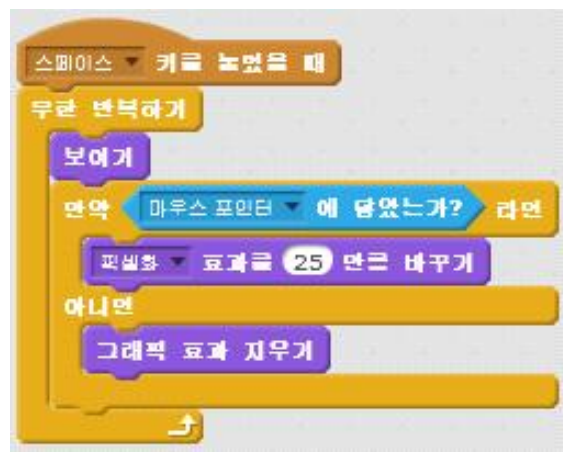 스페이스 키를 눌렀을 때
무한 반복하기
보이기
만약 마우스 포인터 에 닿았는가? 라면
픽셀화 효과를 25 만큼 바꾸기
아니면
그래픽 효과 지우기